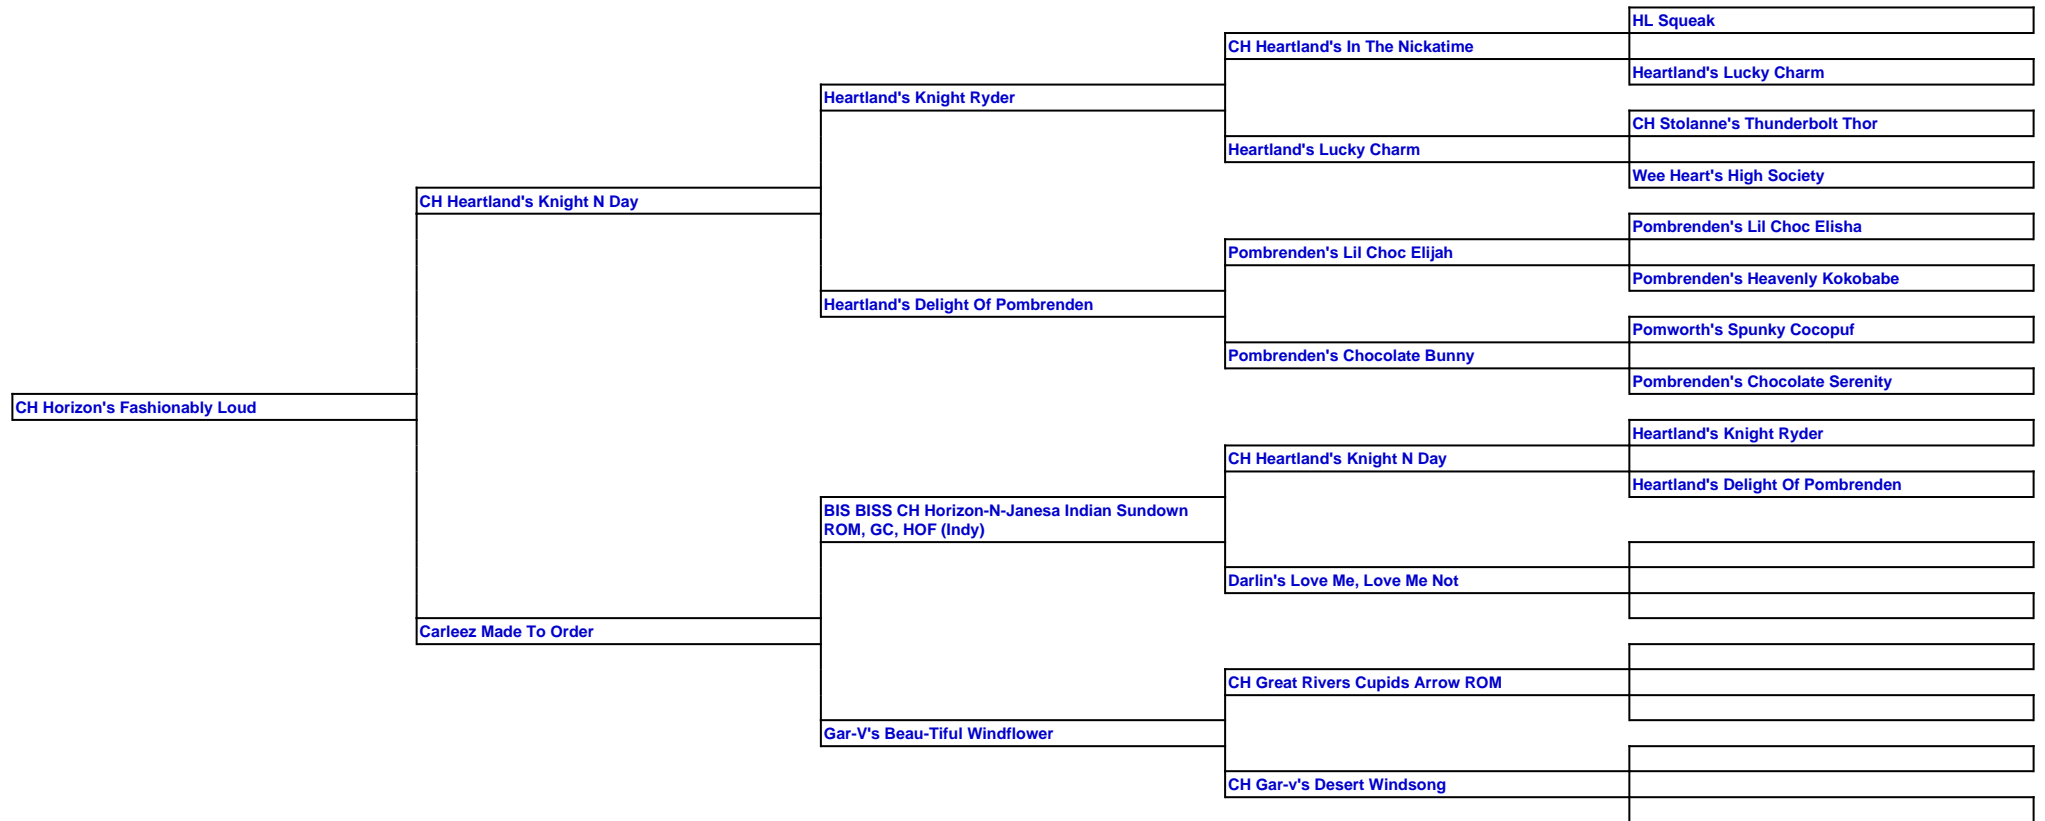 HL Squeak
CH Heartland's In The Nickatime
Heartland's Lucky Charm
Heartland's Knight Ryder
CH Stolanne's Thunderbolt Thor
Heartland's Lucky Charm
Wee Heart's High Society
CH Heartland's Knight N Day
Pombrenden's Lil Choc Elisha
Pombrenden's Lil Choc Elijah
Pombrenden's Heavenly Kokobabe
Heartland's Delight Of Pombrenden
Pomworth's Spunky Cocopuf
Pombrenden's Chocolate Bunny
Pombrenden's Chocolate Serenity
CH Horizon's Fashionably Loud
Heartland's Knight Ryder
CH Heartland's Knight N Day
Heartland's Delight Of Pombrenden
BIS BISS CH Horizon-N-Janesa Indian Sundown
ROM, GC, HOF (Indy)
Darlin's Love Me, Love Me Not
Carleez Made To Order
CH Great Rivers Cupids Arrow ROM
Gar-V's Beau-Tiful Windflower
CH Gar-v's Desert Windsong